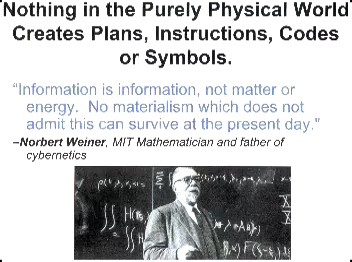 Nothing in the Purely Physical World
Creates Plans, Instructions, Codes
or Symbols.
"Information is information, not matter or
energy. No materialism which does not
admit this can survive at the present day."
–Norbert Weiner, MIT Mathematician and father of
cybernetics